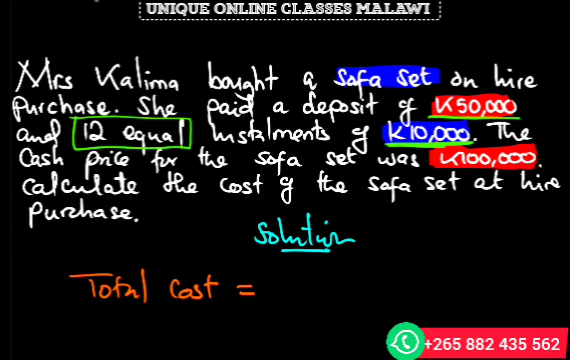 UNIQUE ONLINE CLASSES MALAWI
Mrs Kalima bought a sofa set on hire
purchase. She paid a deposit of K50,000
and 12 equal instalments of K10,000. The
Cash price for the sofa set was K100,000.
Calculate the cost of the sofa set at hire
purchase.
Solution
Total Cost =
+265 882 435 562